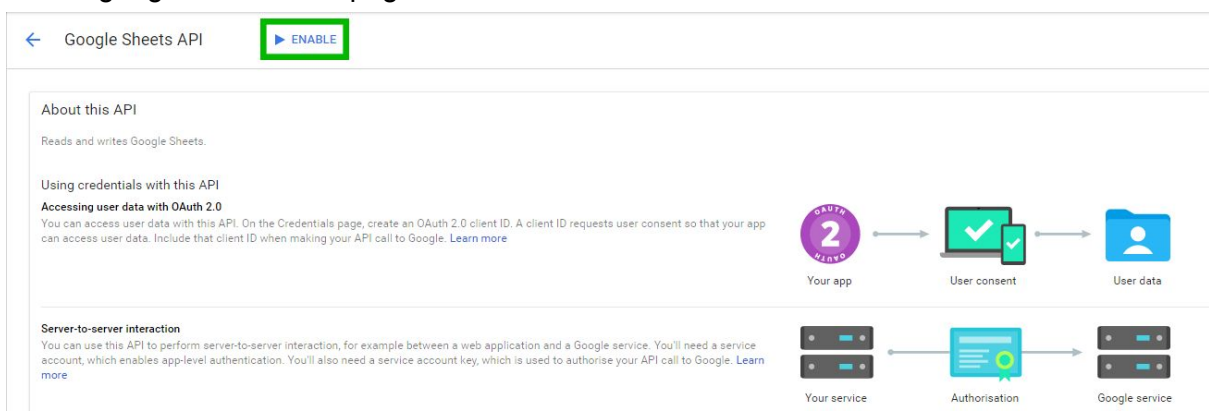 Google Sheets API ENABLE
About this API
Reads and writes Google Sheets.
Using credentials with this API
Accessing user data with OAuth 2.0
You can access user data with this API. On the Credentials page, create an OAuth 2.0 client ID. A client ID requests user consent so that your app
can access user data. Include that client ID when making your API call to Google. Learn more
OAUTH
2
OAUTH
Your app User consent User data
Server-to-server interaction
You can use this API to perform server-to-server interaction, for example between a web application and a Google service. You'll need a service
account, which enables app-level authentication. You'll also need a service account key, which is used to authorise your API call to Google. Learn
more
Your service Authorisation Google service